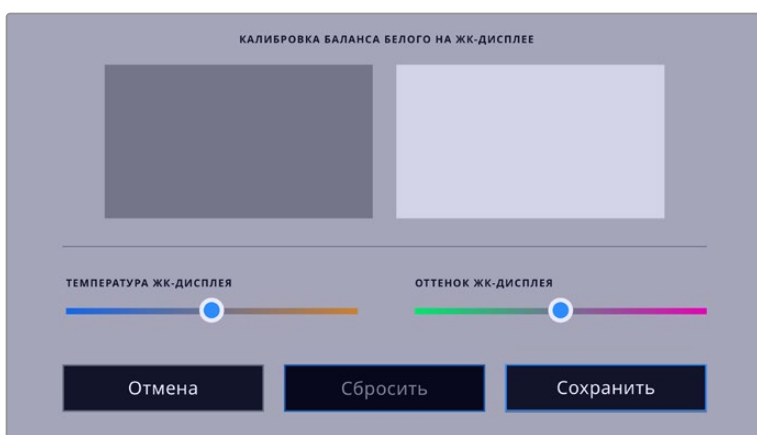 КАЛИБРОВКА БАЛАНСА БЕЛОГО НА ЖК-ДИСПЛЕЕ
ТЕМПЕРАТУРА ЖК-ДИСПЛЕЯ
ОТТЕНОК ЖК-ДИСПЛЕЯ
Отмена
Сбросить
Сохранить